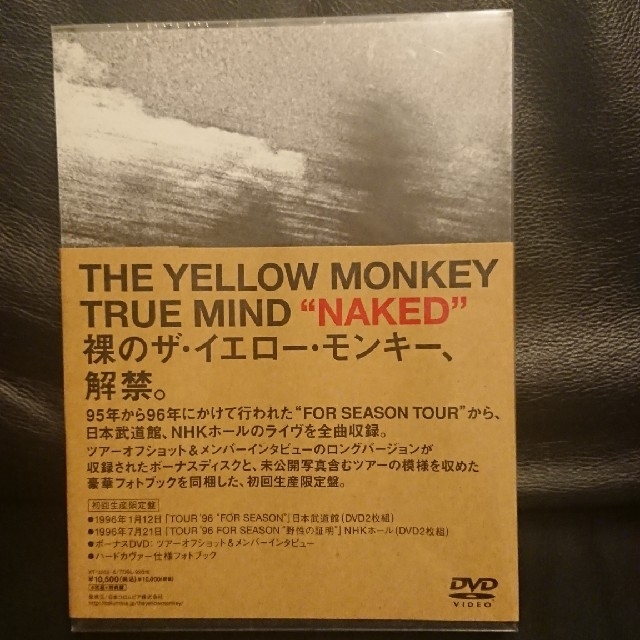 THE YELLOW MONKEY
TRUE MIND “NAKED”
裸のザ・イエロー・モンキー、
解禁。
95年から96年にかけて行われた“FOR SEASON TOUR”から、
日本武道館、NHKホールのライヴを全曲収録。
ツアーオフショット＆メンバーインタビューのロングバージョンが
収録されたボーナスディスクと、未公開写真含むツアーの模様を収めた
豪華フォトブックを同梱した、初回生産限定盤。
初回生産限定盤
●1996年1月12日「TOUR '96 “FOR SEASON”」日本武道館（DVD2枚組）
●1996年7月21日「TOUR '96 FOR SEASON “野性の証明”」NHKホール（DVD2枚組）
●ボーナスDVD：ツアーオフショット＆メンバーインタビュー
●ハードカヴァー仕様フォトブック
¥10,500（税込）
DVD
VIDEO